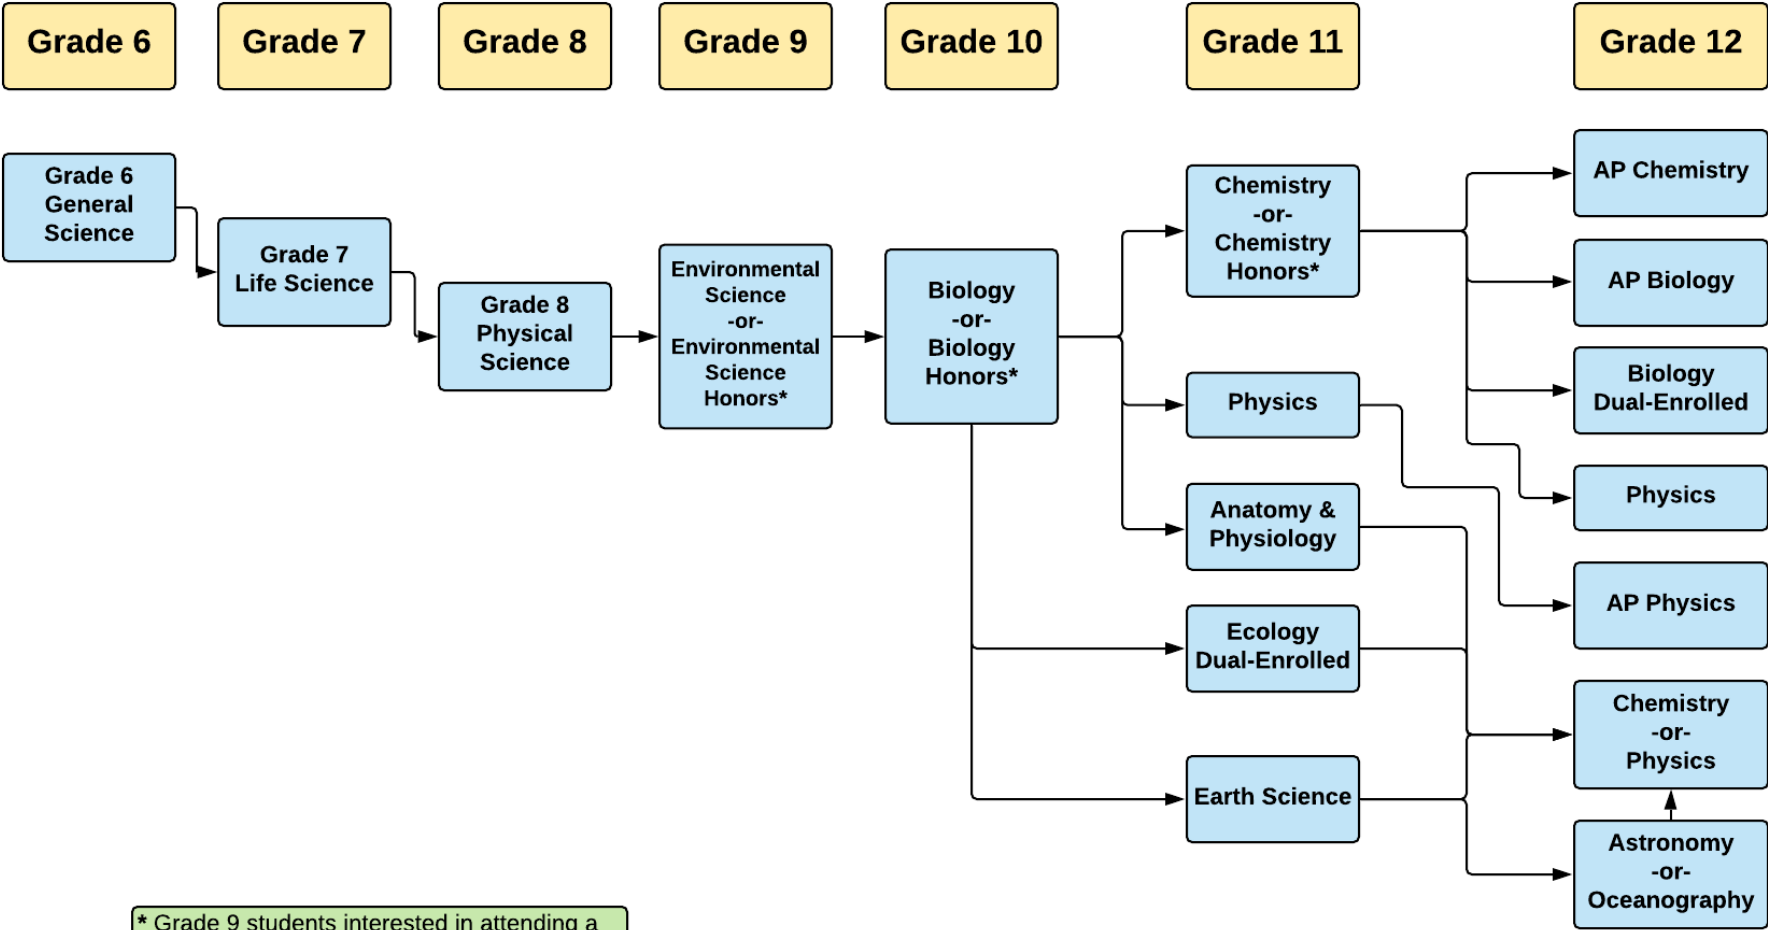 Grade 6
Grade 7
Grade 8
Grade 9
Grade 10
Grade 11
Grade 12
Grade 6
General
Science
Grade 7
Life Science
Grade 8
Physical
Science
Environmental
Science
-or-
Environmental
Science
Honors*
Biology
-or-
Biology
Honors*
Chemistry
-or-
Chemistry
Honors*
Physics
Anatomy &
Physiology
Ecology
Dual-Enrolled
Earth Science
AP Chemistry
AP Biology
Biology
Dual-Enrolled
Physics
AP Physics
Chemistry
-or-
Physics
Astronomy
-or-
Oceanography
* Grade 9 students interested in attending a